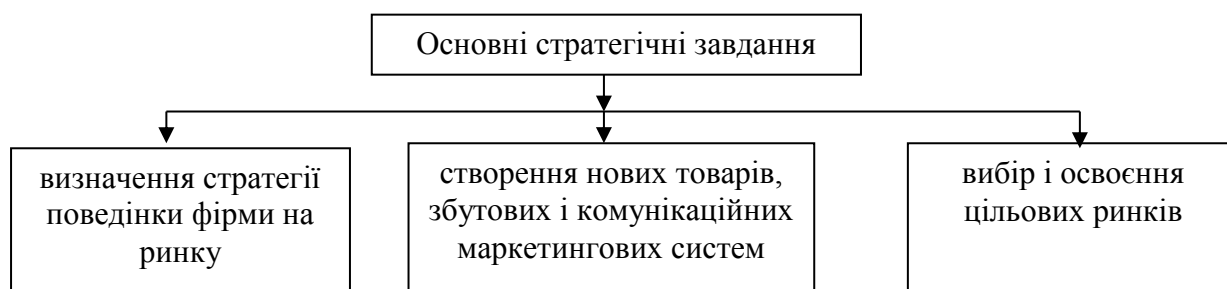 Основні стратегічні завдання
визначення стратегії
поведінки фірми на
ринку
створення нових товарів,
збутових і комунікаційних
маркетингових систем
вибір і освоєння
цільових ринків